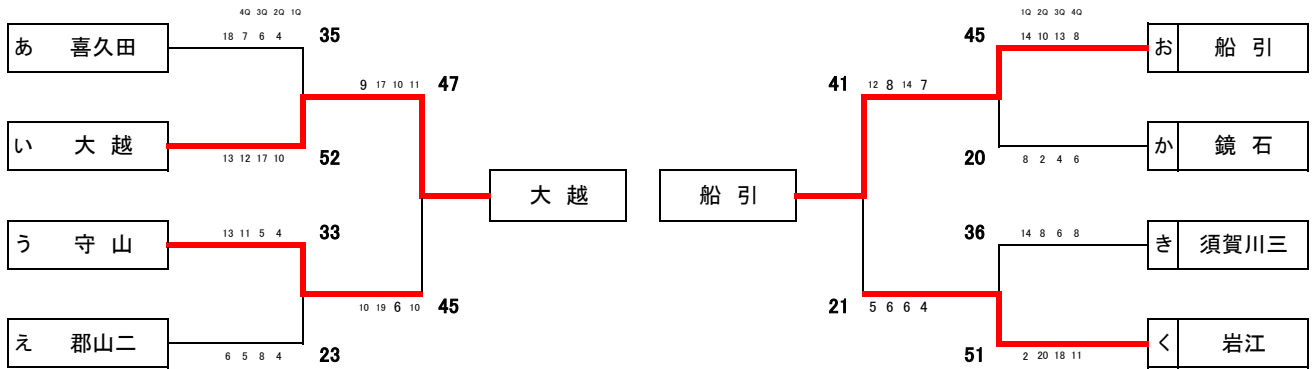 4Q 3Q 2Q 1Q
あ 喜久田
18 7 6 4
35
9 17 10 11
47
い 大越
13 12 17 10
52
大越
う 守山
13 11 5 4
33
10 19 6 10
45
え 郡山二
6 5 8 4
23
1Q 2Q 3Q 4Q
45
14 10 13 8
お 船引
41
12 8 14 7
20
8 2 4 6
か 鏡石
船引
36
14 8 6 8
き 須賀川三
21
5 6 6 4
51
2 20 18 11
く 岩江